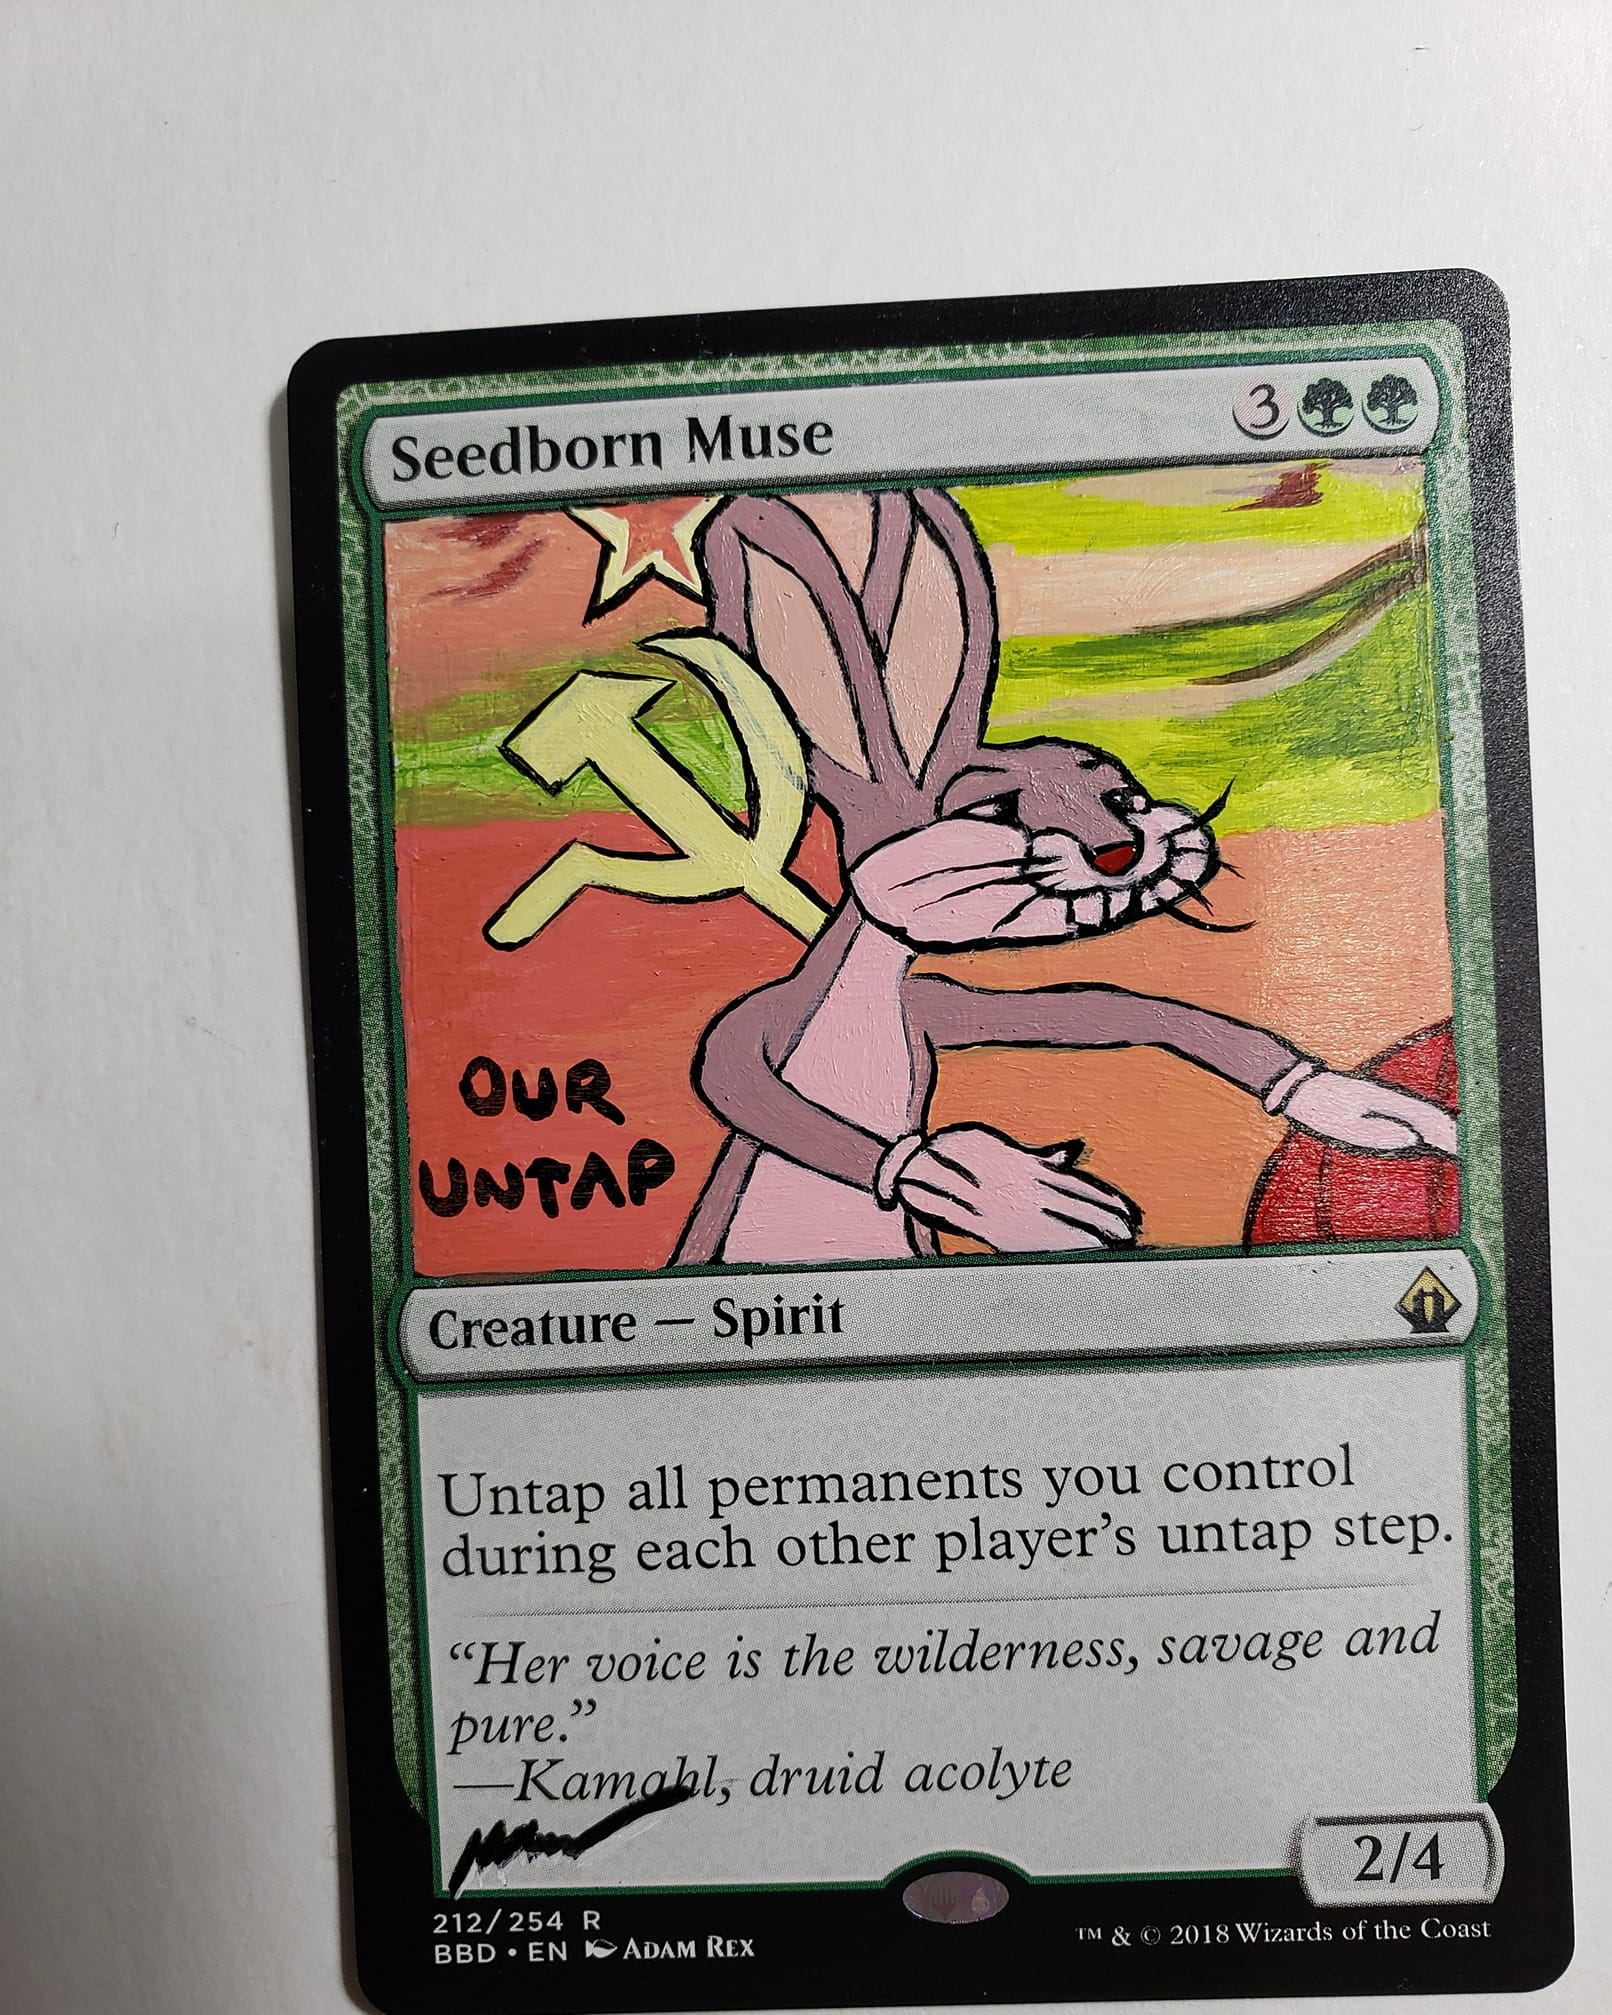 Seedborn Muse 3
OUR
UNTAP
Creature — Spirit
Untap all permanents you control
during each other player's untap step.
“Her voice is the wilderness, savage and
pure.”
—Kamahl, druid acolyte
2/4
212/254 R
BBD • EN ADAM REX
™ & © 2018 Wizards of the Coast